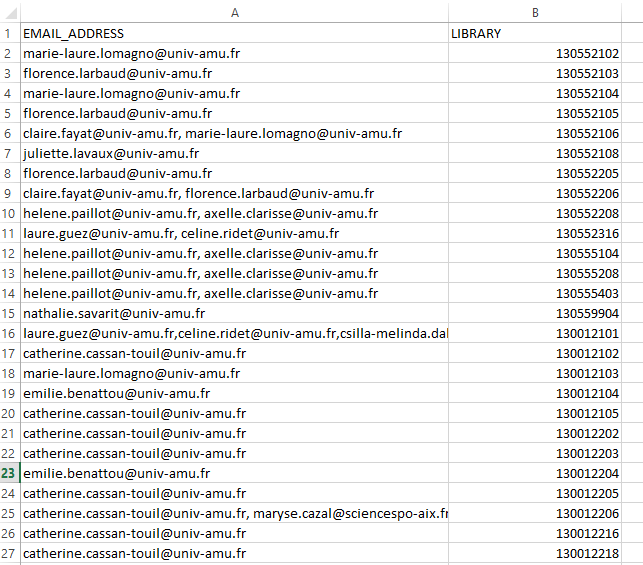 A B
1 EMAIL_ADDRESS LIBRARY
2 marie-laure.lomagno@univ-amu.fr 130552102
3 florence.larbaud@univ-amu.fr 130552103
4 marie-laure.lomagno@univ-amu.fr 130552104
5 florence.larbaud@univ-amu.fr 130552105
6 claire.fayat@univ-amu.fr, marie-laure.lomagno@univ-amu.fr 130552106
7 juliette.lavaux@univ-amu.fr 130552108
8 florence.larbaud@univ-amu.fr 130552205
9 claire.fayat@univ-amu.fr, florence.larbaud@univ-amu.fr 130552206
10 helene.paillot@univ-amu.fr, axelle.clarisse@univ-amu.fr 130552208
11 laure.guez@univ-amu.fr, celine.ridet@univ-amu.fr 130552316
12 helene.paillot@univ-amu.fr, axelle.clarisse@univ-amu.fr 130555104
13 helene.paillot@univ-amu.fr, axelle.clarisse@univ-amu.fr 130555208
14 helene.paillot@univ-amu.fr, axelle.clarisse@univ-amu.fr 130555403
15 nathalie.savarit@univ-amu.fr 130559904
16 laure.guez@univ-amu.fr,celine.ridet@univ-amu.fr,csilla-melinda.dal 130012101
17 catherine.cassan-touil@univ-amu.fr 130012102
18 marie-laure.lomagno@univ-amu.fr 130012103
19 emilie.benattou@univ-amu.fr 130012104
20 catherine.cassan-touil@univ-amu.fr 130012105
21 catherine.cassan-touil@univ-amu.fr 130012202
22 catherine.cassan-touil@univ-amu.fr 130012203
23 emilie.benattou@univ-amu.fr 130012204
24 catherine.cassan-touil@univ-amu.fr 130012205
25 catherine.cassan-touil@univ-amu.fr, maryse.cazal@sciencespo-aix.fr 130012206
26 catherine.cassan-touil@univ-amu.fr 130012216
27 catherine.cassan-touil@univ-amu.fr 130012218